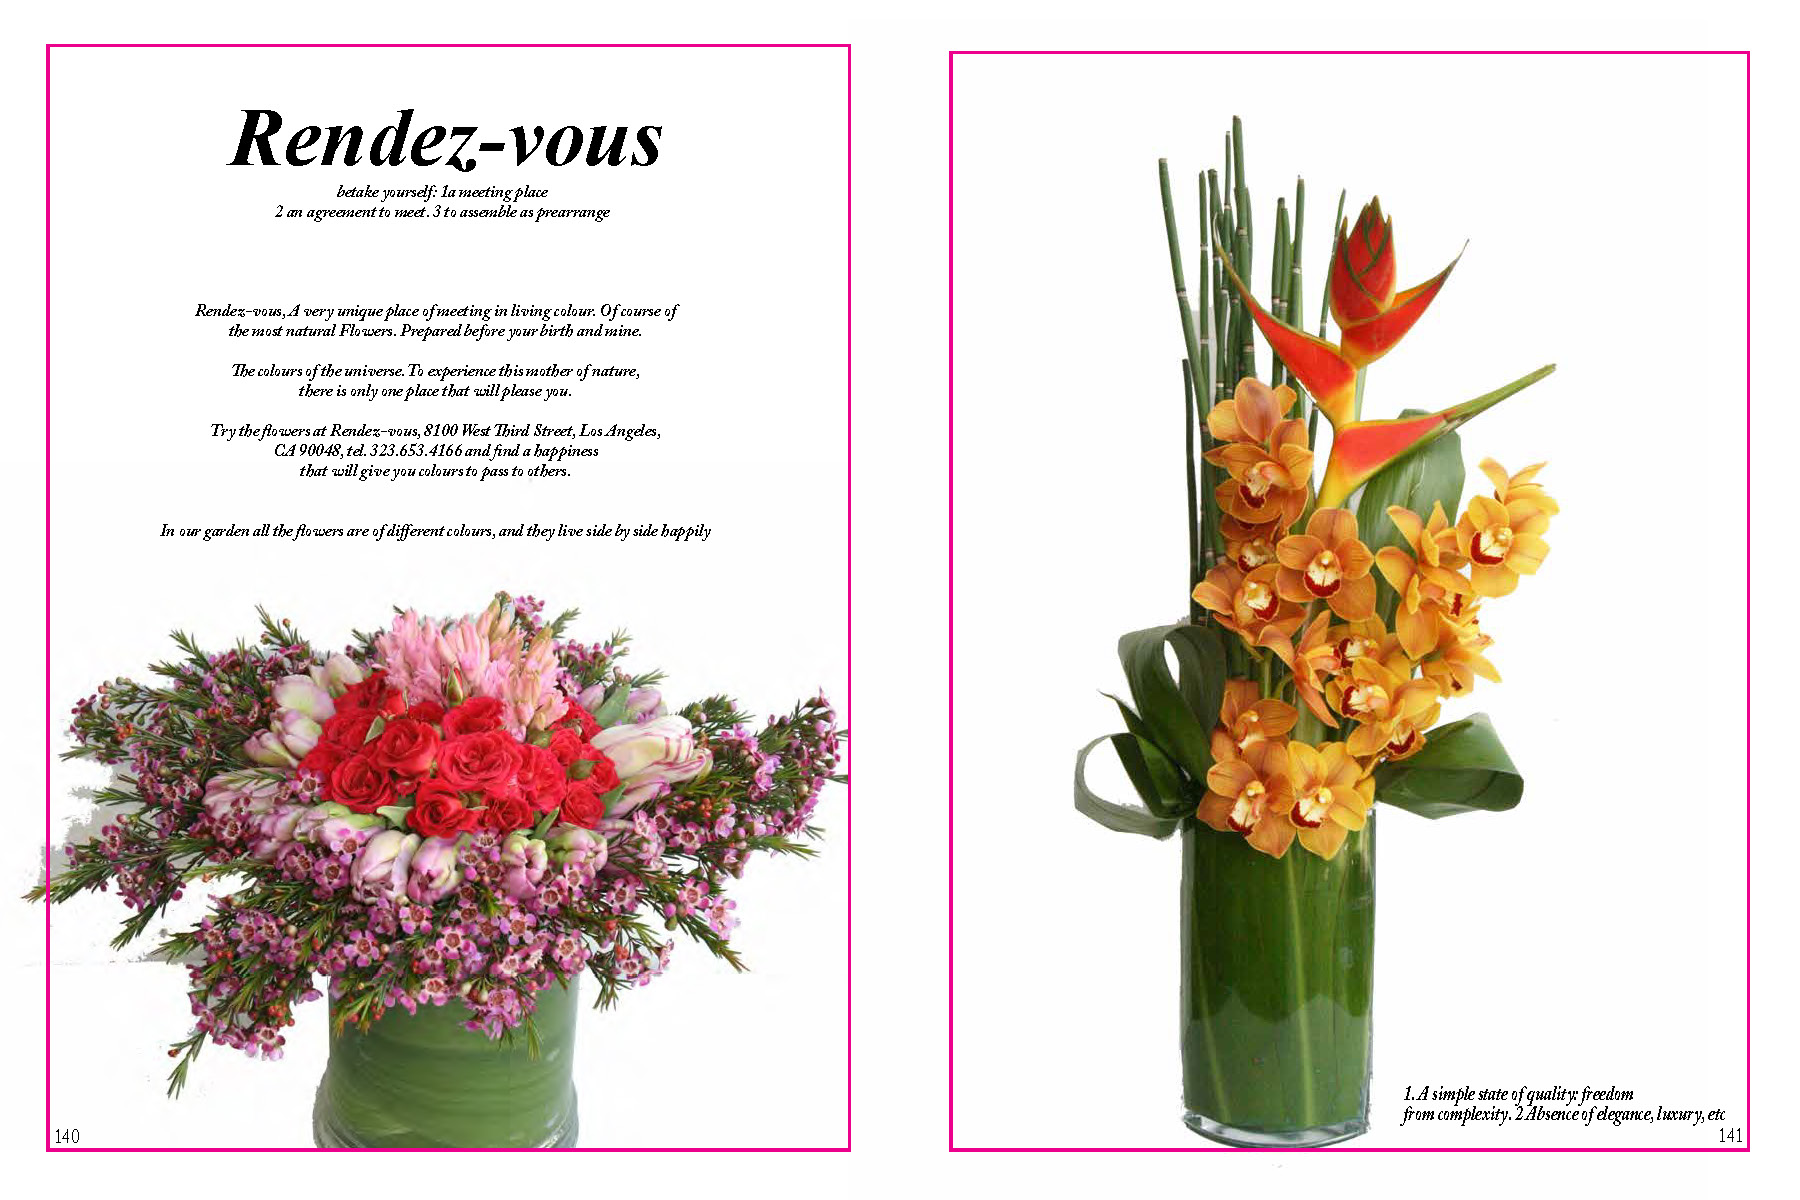 Rendez-vous
betake yourself: 1a meeting place
2 an agreement to meet. 3 to assemble as prearrange
Rendez-vous, A very unique place of meeting in living colour. Of course of
the most natural Flowers. Prepared before your birth and mine.
The colours of the universe. To experience this mother of nature,
there is only one place that will please you.
Try the flowers at Rendez-vous, 8100 West Third Street, Los Angeles,
CA 90048, tel. 323.653.4166 and find a happiness
that will give you colours to pass to others.
In our garden all the flowers are of different colours, and they live side by side happily
140
1. A simple state of quality: freedom
from complexity. 2 Absence of elegance, luxury, etc
141